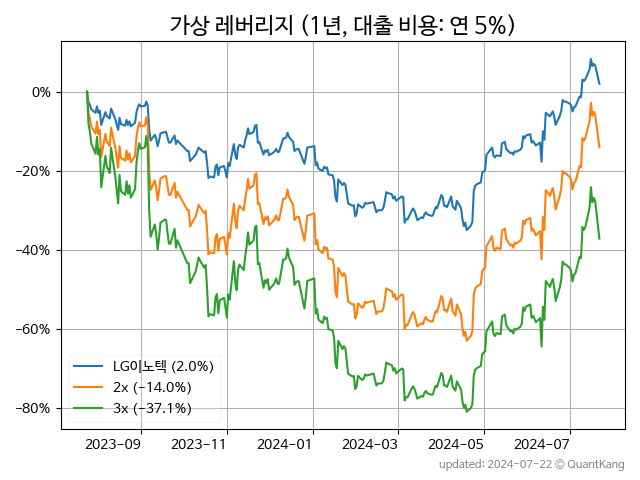 가상 레버리지 (1년, 대출 비용: 연 5%)
0%
−20%
−40%
−60%
−80%
LG이노텍 (2.0%)
2x (−14.0%)
3x (−37.1%)
2023-09
2023-11
2024-01
2024-03
2024-05
2024-07
updated: 2024-07-22 © QuantKang